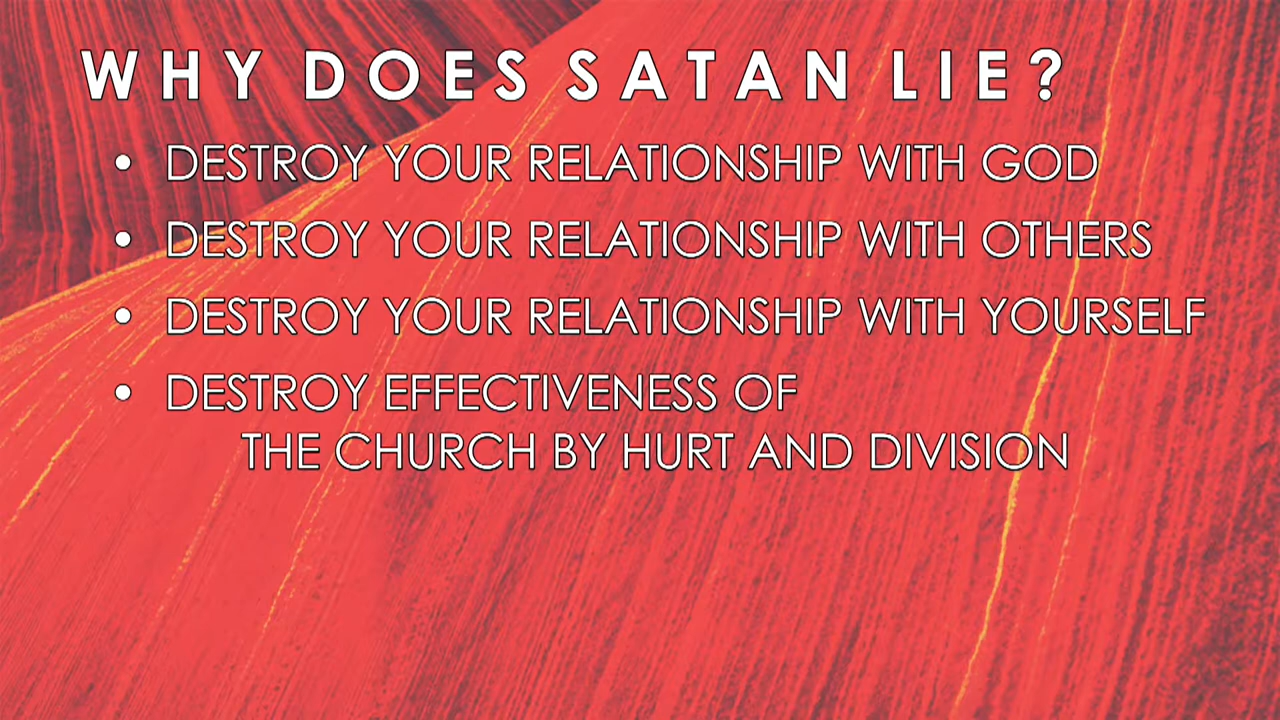 WHY DOES SATAN LIE?
• DESTROY YOUR RELATIONSHIP WITH GOD
• DESTROY YOUR RELATIONSHIP WITH OTHERS
• DESTROY YOUR RELATIONSHIP WITH YOURSELF
• DESTROY EFFECTIVENESS OF
THE CHURCH BY HURT AND DIVISION